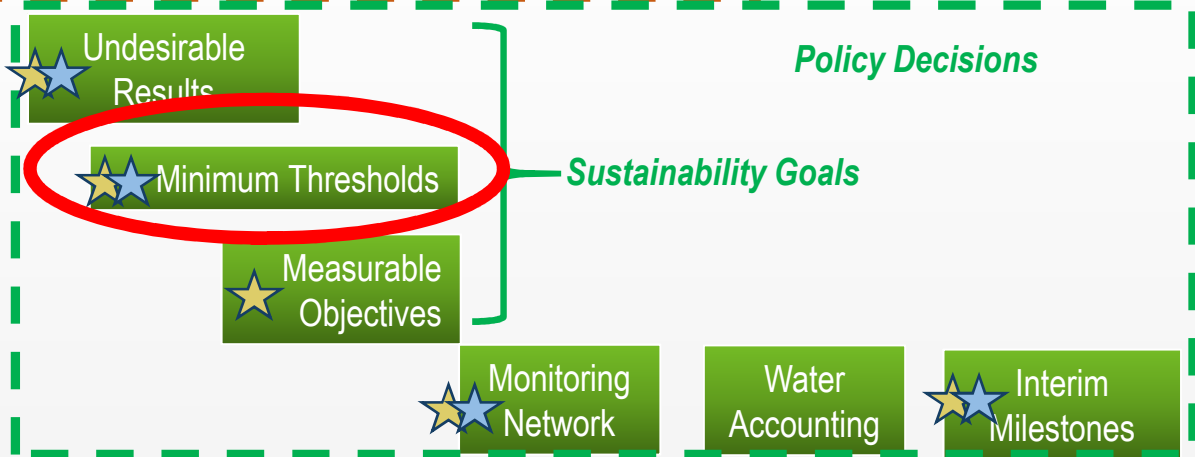 Undesirable
Results
Policy Decisions
Minimum Thresholds
Sustainability Goals
Measurable
Objectives
Monitoring
Network
Water
Accounting
Interim
Milestones